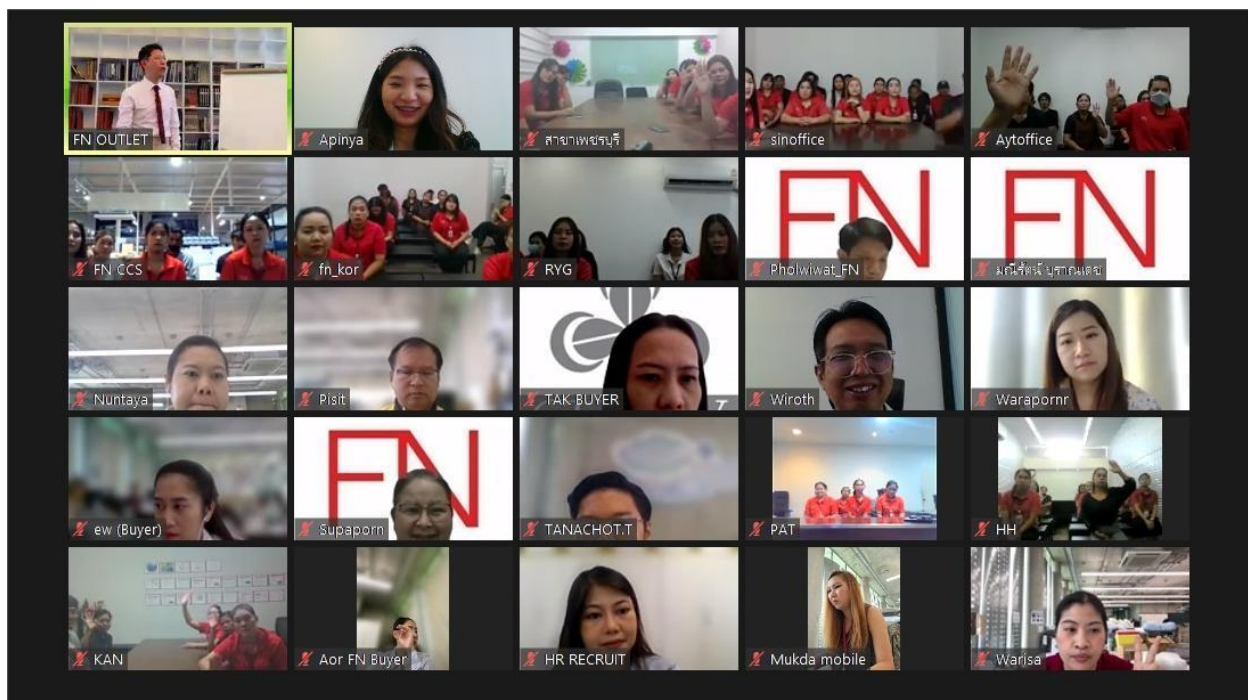 FN OUTLET
Apinya
สาขาเพชรบุรี
sinoffice
Aytoffice
FN CCS
fn_kor
RYG
FN
Pholwiwat_FN
FN
มณีรัตน์ บุราณเดช
Nuntaya
Pisit
TAK BUYER
Wiroth
Warapornr
ew (Buyer)
FN
Supaporn
TANACHOT.T
PAT
HH
KAN
Aor FN Buyer
HR RECRUIT
Mukda mobile
Warisa